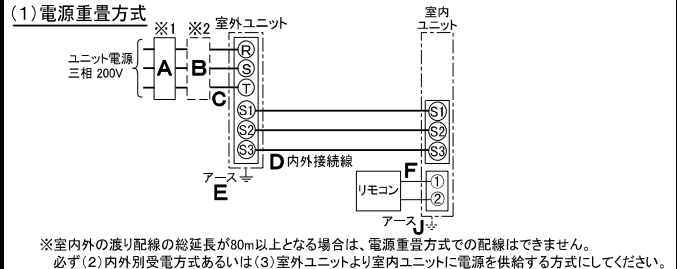 (1)電源重畳方式
※1 ※2 室外ユニット
室内
ユニット
ユニット電源
三相 200V
A
B
C
R
S
T
S1
S2
S3
S1
S2
S3
D 内外接続線
アース
E
リモコン
F
①
②
アース
J
※室内外の渡り配線の総延長が80m以上となる場合は、電源重畳方式での配線はできません。
必ず(2)内外別受電方式あるいは(3)室外ユニットより室内ユニットに電源を供給する方式にしてください。